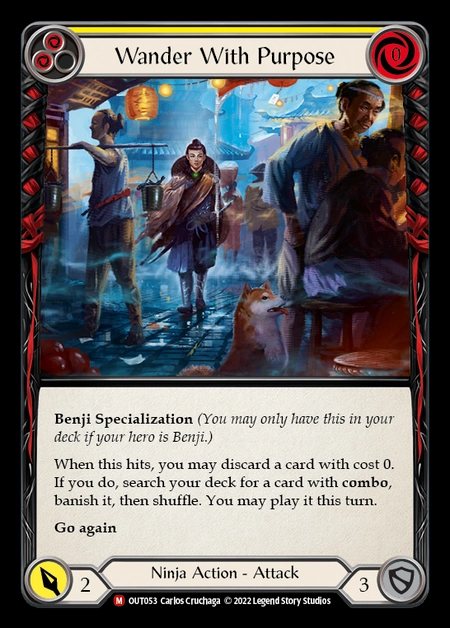 Wander With Purpose
0
Benji Specialization (You may only have this in your
deck if your hero is Benji.)
When this hits, you may discard a card with cost 0.
If you do, search your deck for a card with combo,
banish it, then shuffle. You may play it this turn.
Go again
2
Ninja Action - Attack
3
M OUT053 Carlos Cruchaga © 2022 Legend Story Studios